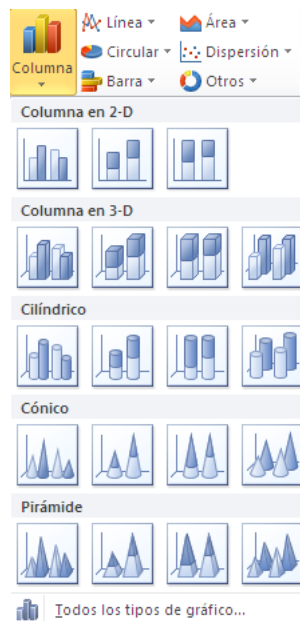 Columna
Línea
Área
Circular
Dispersión
Barra
Otros
Columna en 2-D
Columna en 3-D
Cilíndrico
Cónico
Pirámide
Todos los tipos de gráfico...